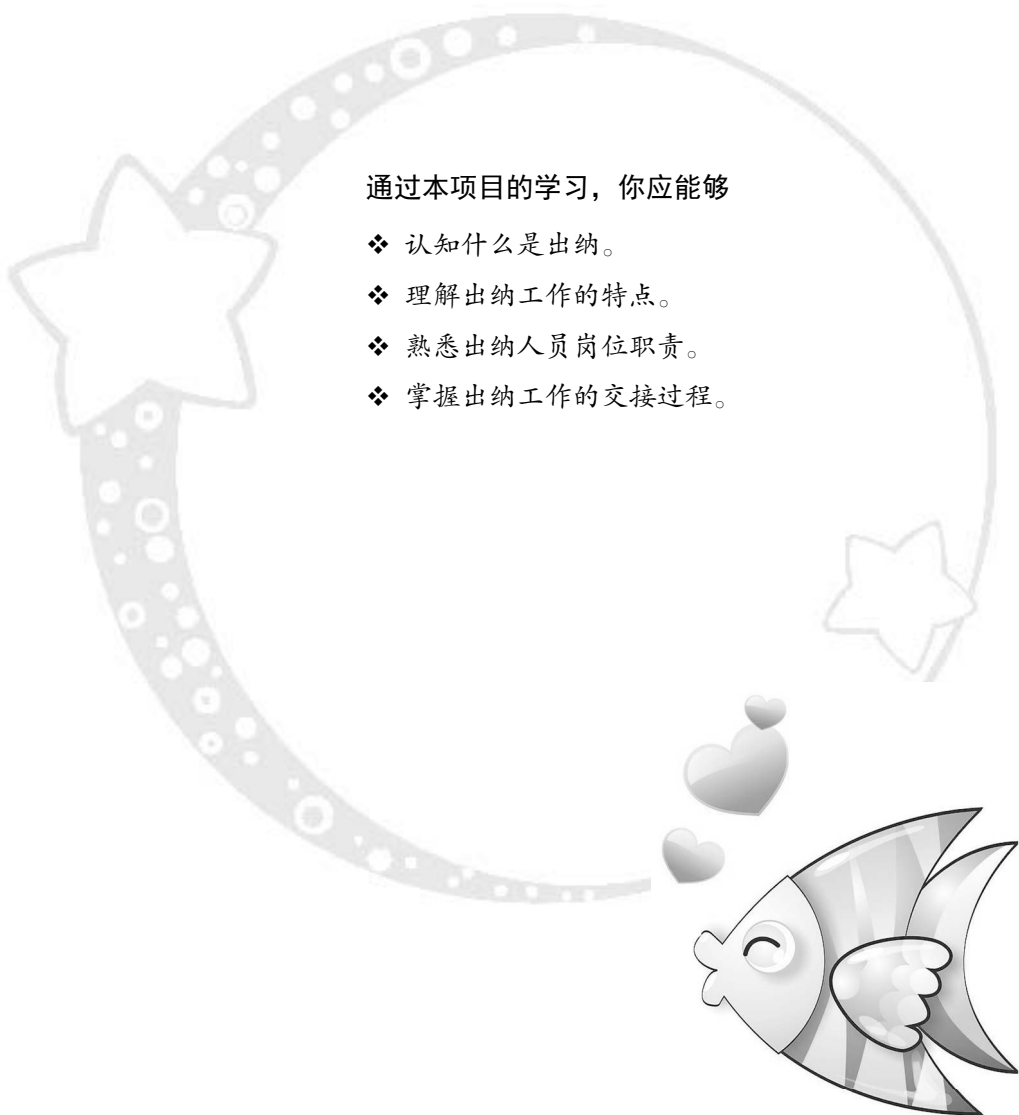 通过本项目的学习，你应能够
❖ 认知什么是出纳。
❖ 理解出纳工作的特点。
❖ 熟悉出纳人员岗位职责。
❖ 掌握出纳工作的交接过程。